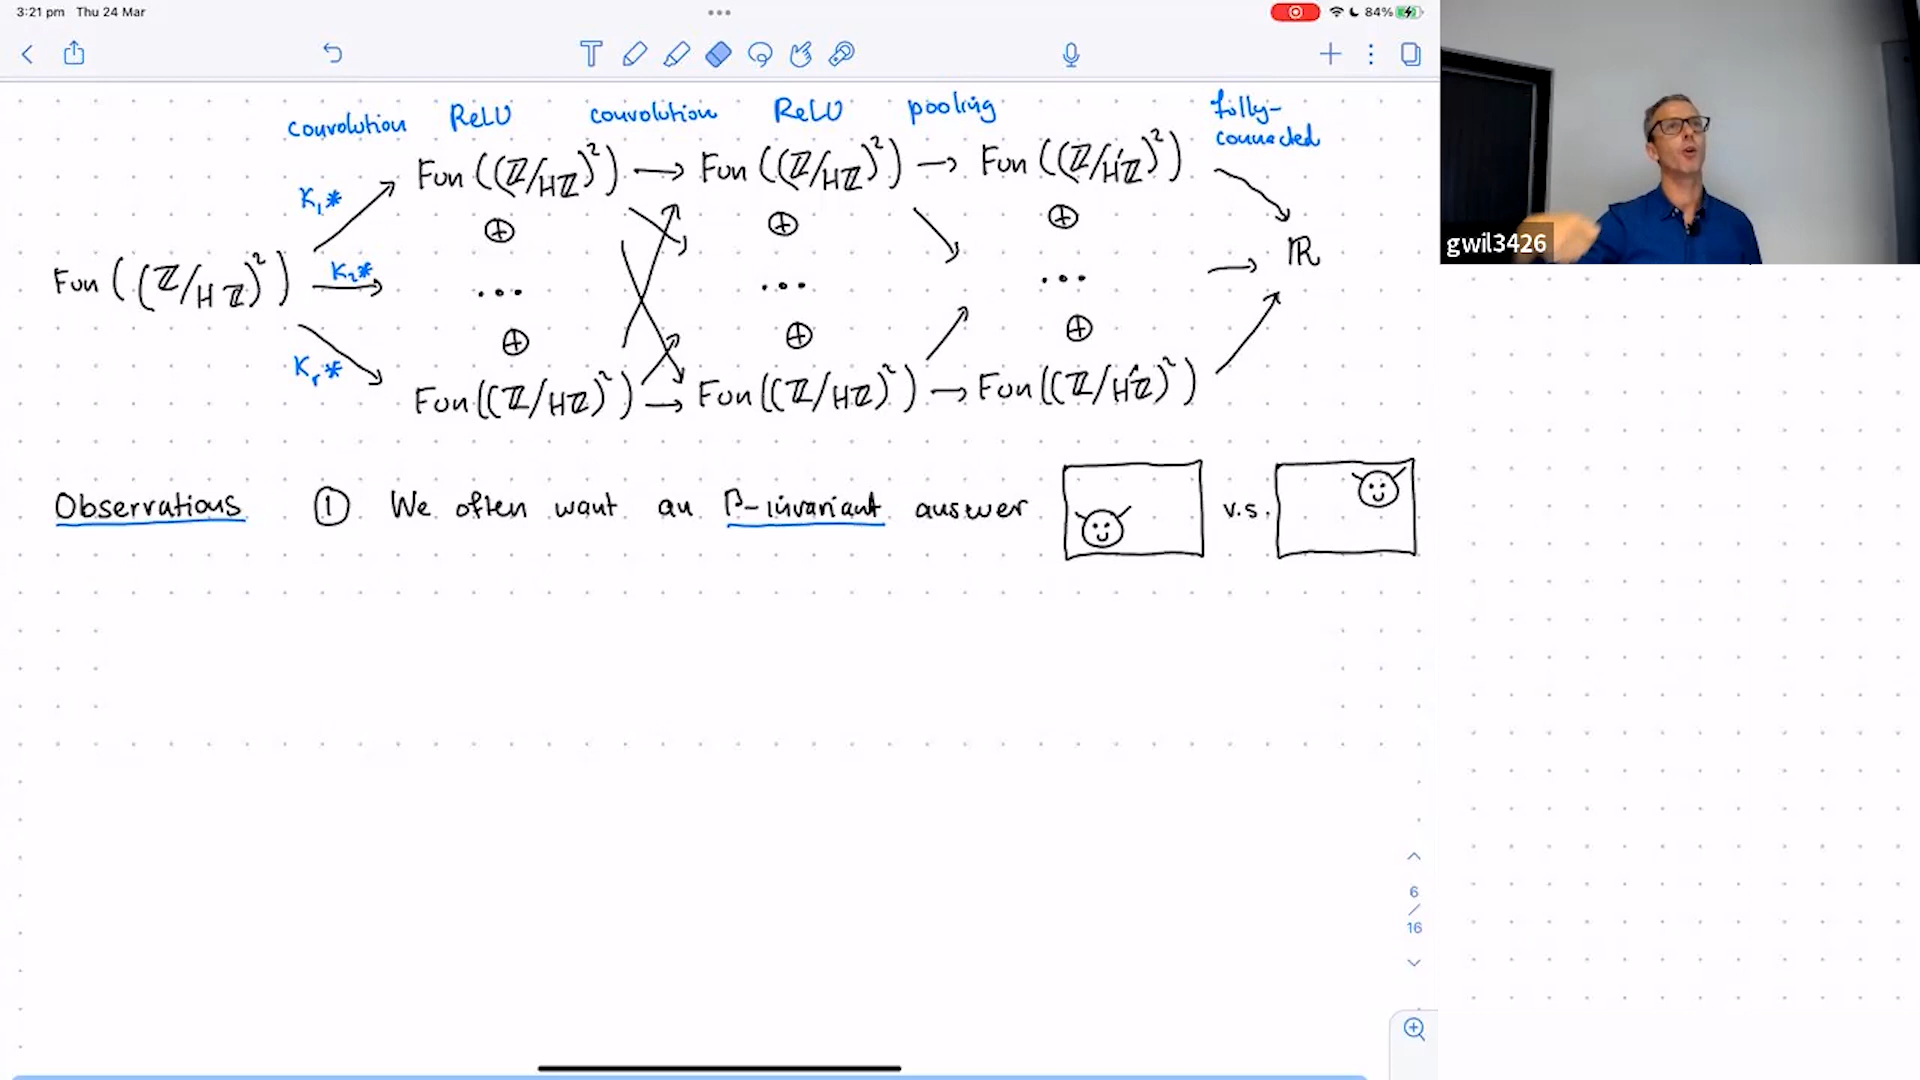 3:21 pm Thu 24 Mar
84%
T
convolution ReLU convolution ReLU pooling fully-connected
K₁* Fun((ℤ/Hℤ)²) → Fun((ℤ/Hℤ)²) → Fun((ℤ/H'ℤ)²)
⊕ ⊕ ⊕
Fun((ℤ/Hℤ)²) K₂* ... ... ... ℝ
⊕ ⊕ ⊕
Kᵣ* Fun((ℤ/Hℤ)²) → Fun((ℤ/Hℤ)²) → Fun((ℤ/H'ℤ)²)
Observations ① We often want an Γ-invariant answer v.s.
gwil3426
6
/
16